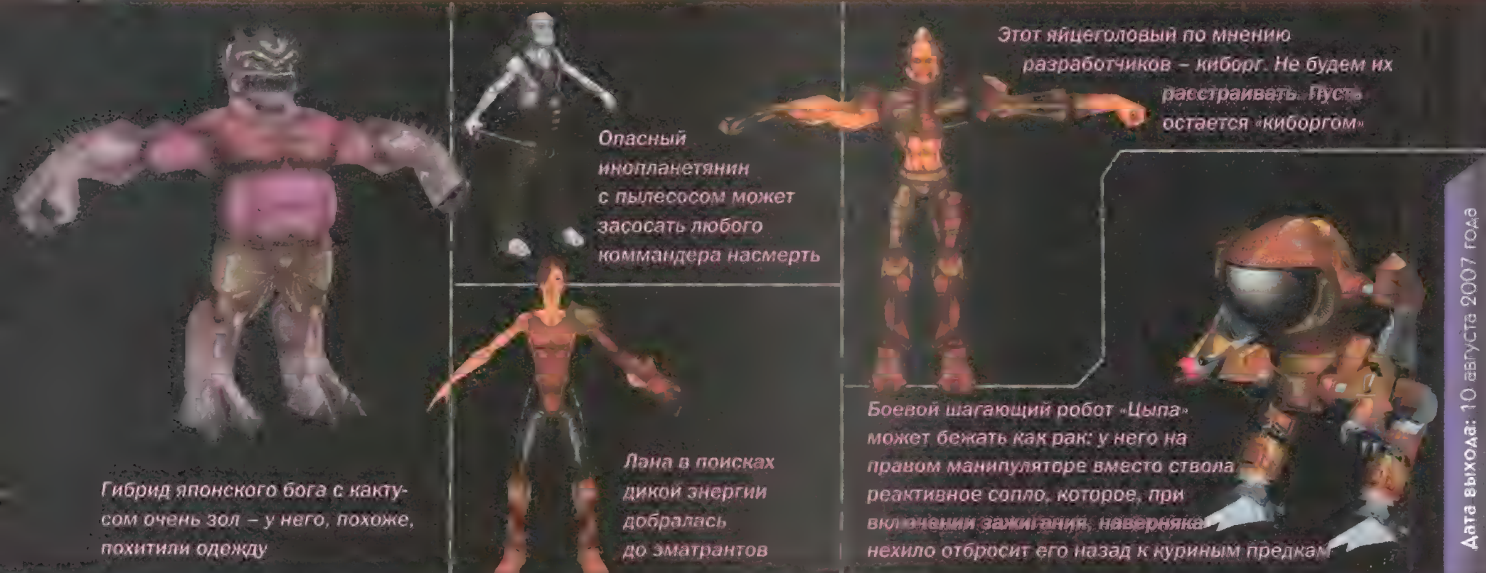 Гибрид японского бога с какту-
сом очень зол – у него, похоже,
похитили одежду
Опасный
инопланетянин
с пылесосом может
засосать любого
коммандера насмерть
Лана в поисках
дикой энергии
добралась
до эматрантов
Этот яйцеголовый по мнению
разработчиков – киборг. Не будем их
расстраивать. Пусть
остается «киборгом»
Боевой шагающий робот «Цыпа»
может бежать как рак: у него на
правом манипуляторе вместо ствола
реактивное сопло, которое, при
включении зажигания, наверняка
нехило отбросит его назад к куриным предкам
Дата выхода: 10 августа 2007 года